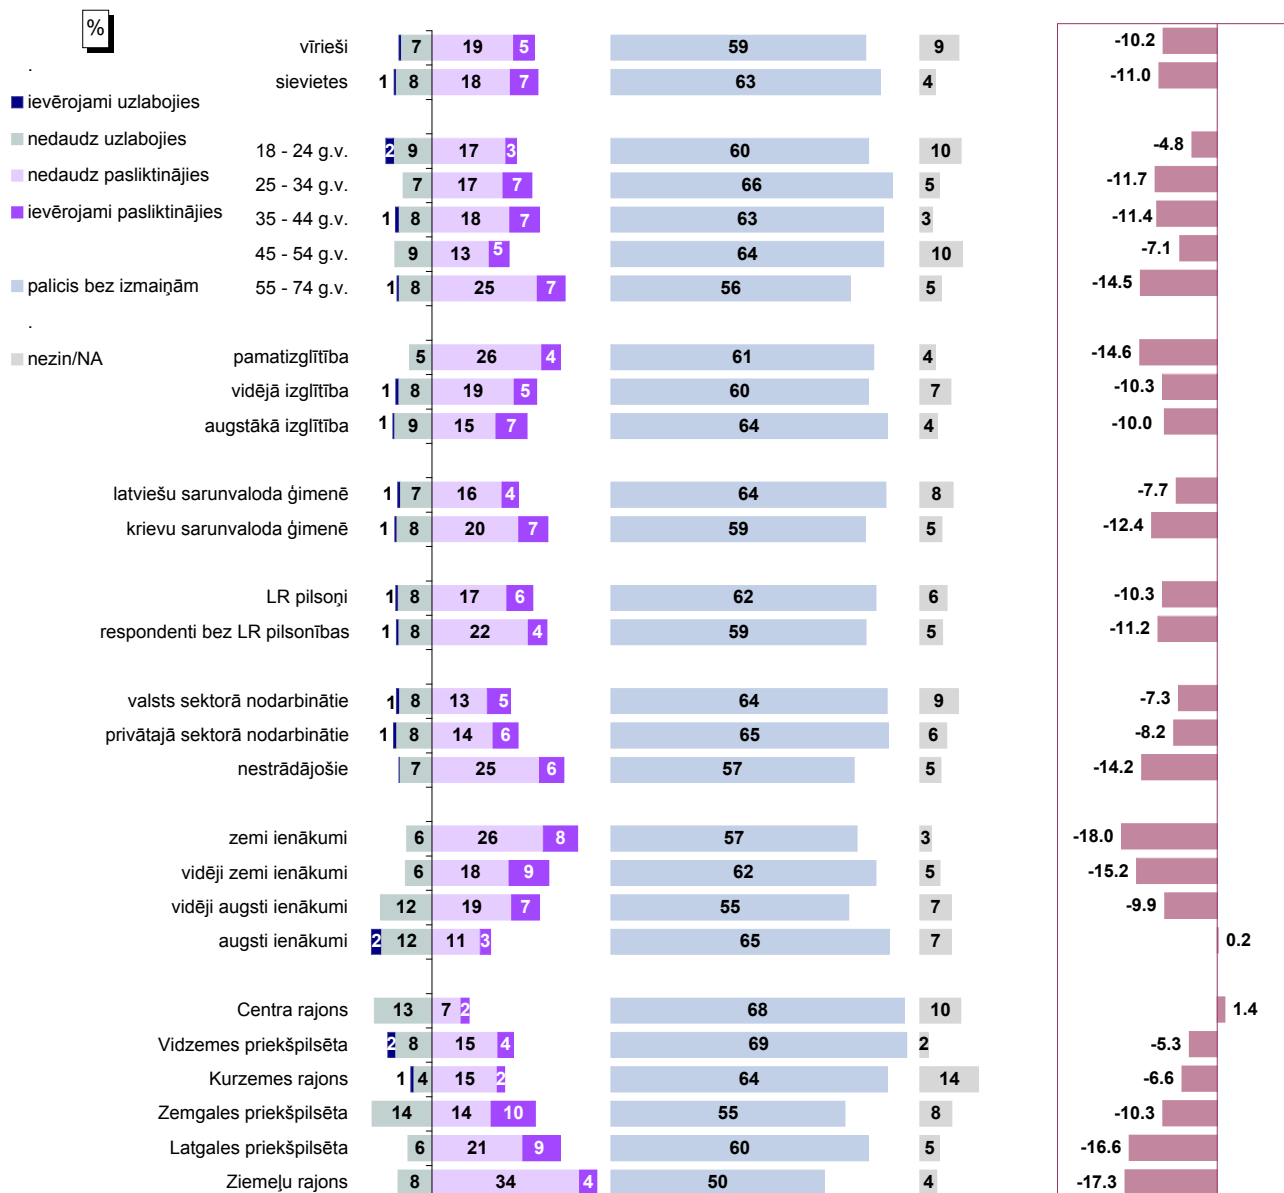 %
.
ievērojami uzlabojies
nedaudz uzlabojies
nedaudz pasliktinājies
ievērojami pasliktinājies
palicis bez izmaiņām
.
nezin/NA
vīrieši 7 19 5 59 9 -10.2
sievietes 1 8 18 7 63 4 -11.0
18 - 24 g.v. 2 9 17 3 60 10 -4.8
25 - 34 g.v. 7 17 7 66 5 -11.7
35 - 44 g.v. 1 8 18 7 63 3 -11.4
45 - 54 g.v. 9 13 5 64 10 -7.1
55 - 74 g.v. 1 8 25 7 56 5 -14.5
pamatizglītība 5 26 4 61 4 -14.6
vidējā izglītība 1 8 19 5 60 7 -10.3
augstākā izglītība 1 9 15 7 64 4 -10.0
latviešu sarunvaloda ģimenē 1 7 16 4 64 8 -7.7
krievu sarunvaloda ģimenē 1 8 20 7 59 5 -12.4
LR pilsoņi 1 8 17 6 62 6 -10.3
respondenti bez LR pilsonības 1 8 22 4 59 5 -11.2
valsts sektorā nodarbinātie 1 8 13 5 64 9 -7.3
privātajā sektorā nodarbinātie 1 8 14 6 65 6 -8.2
nestrādājošie 7 25 6 57 5 -14.2
zemi ienākumi 6 26 8 57 3 -18.0
vidēji zemi ienākumi 6 18 9 62 5 -15.2
vidēji augsti ienākumi 12 19 7 55 7 -9.9
augsti ienākumi 2 12 11 3 65 7 0.2
Centra rajons 13 7 2 68 10 1.4
Vidzemes priekšpilsēta 2 8 15 4 69 2 -5.3
Kurzemes rajons 1 4 15 2 64 14 -6.6
Zemgales priekšpilsēta 14 14 10 55 8 -10.3
Latgales priekšpilsēta 6 21 9 60 5 -16.6
Ziemeļu rajons 8 34 4 50 4 -17.3